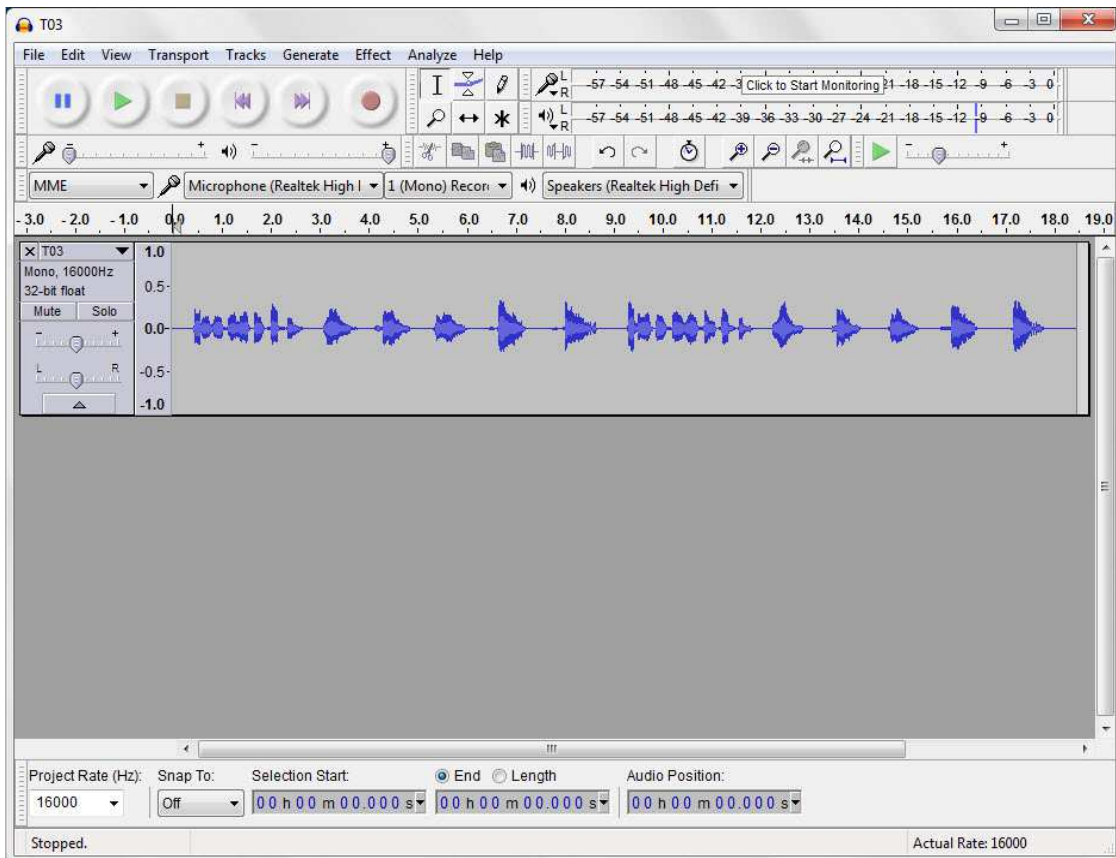 T03
File Edit View Transport Tracks Generate Effect Analyze Help
L R -57 -54 -51 -48 -45 -42 -3 Click to Start Monitoring 21 -18 -15 -12 -9 -6 -3 0
L R -57 -54 -51 -48 -45 -42 -39 -36 -33 -30 -27 -24 -21 -18 -15 -12 -9 -6 -3 0
- + - +
- +
MME Microphone (Realtek High 1 (Mono) Recor Speakers (Realtek High Defi
-3.0 -2.0 -1.0 0.0 1.0 2.0 3.0 4.0 5.0 6.0 7.0 8.0 9.0 10.0 11.0 12.0 13.0 14.0 15.0 16.0 17.0 18.0 19.0
X T03 1.0
Mono, 16000Hz
32-bit float 0.5
Mute Solo
- + 0.0
L R -0.5
-1.0
Project Rate (Hz): Snap To: Selection Start: End Length Audio Position:
16000 Off 00 h 00 m 00.000 s 00 h 00 m 00.000 s 00 h 00 m 00.000 s
Stopped. Actual Rate: 16000